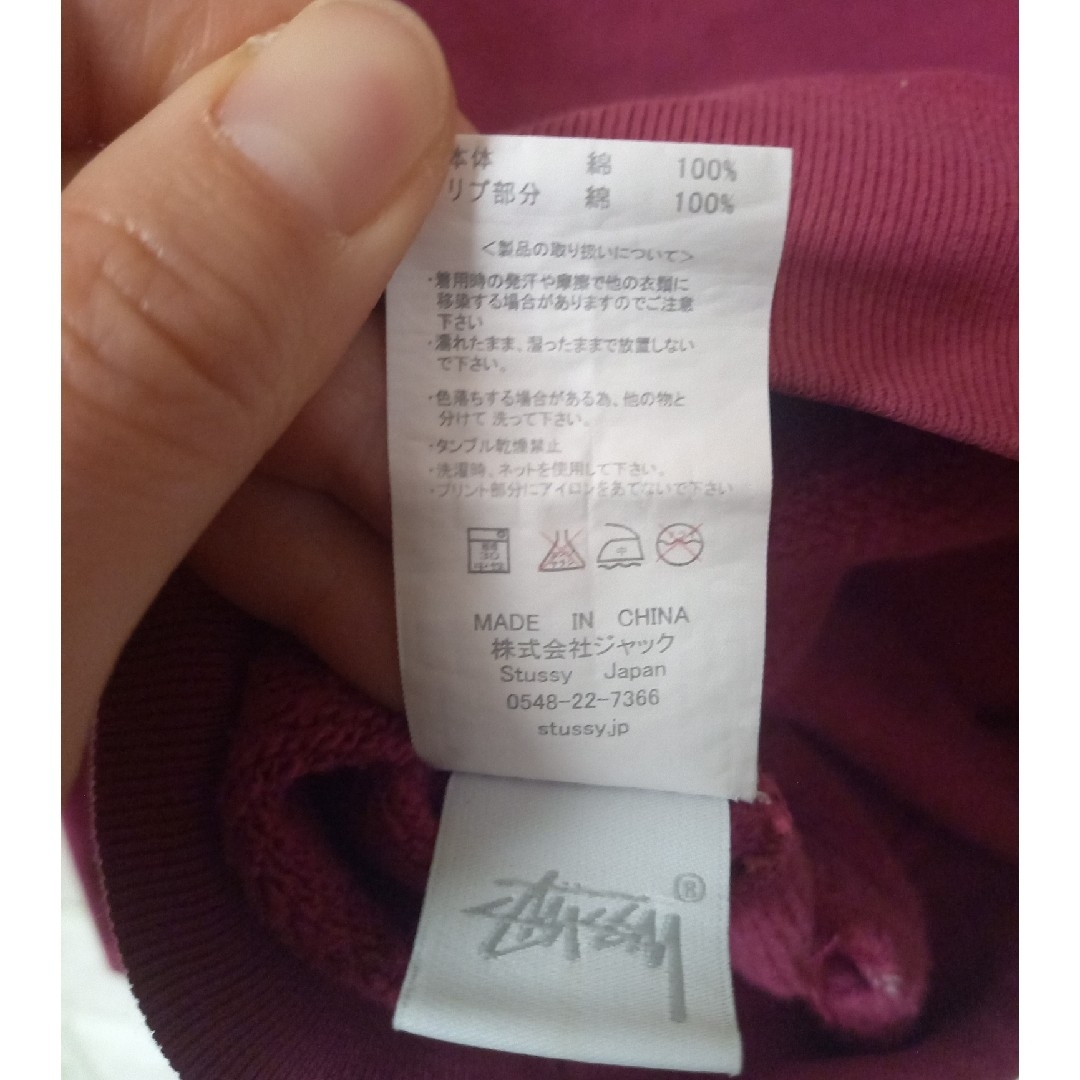 本体 綿 100%
リブ部分 綿 100%
＜製品の取り扱いについて＞
・着用時の発汗や摩擦で他の衣類に
移染する場合がありますのでご注意
下さい
・濡れたまま、湿ったままで放置しない
で下さい。
・色落ちする場合がある為、他の物と
分けて 洗って下さい。
・タンブル乾燥禁止
・洗濯時、ネットを使用して下さい。
・プリント部分にアイロンをあてないで下さい
30 中
MADE IN CHINA
株式会社ジャック
Stussy Japan
0548-22-7366
stussy.jp
Stüssy ®